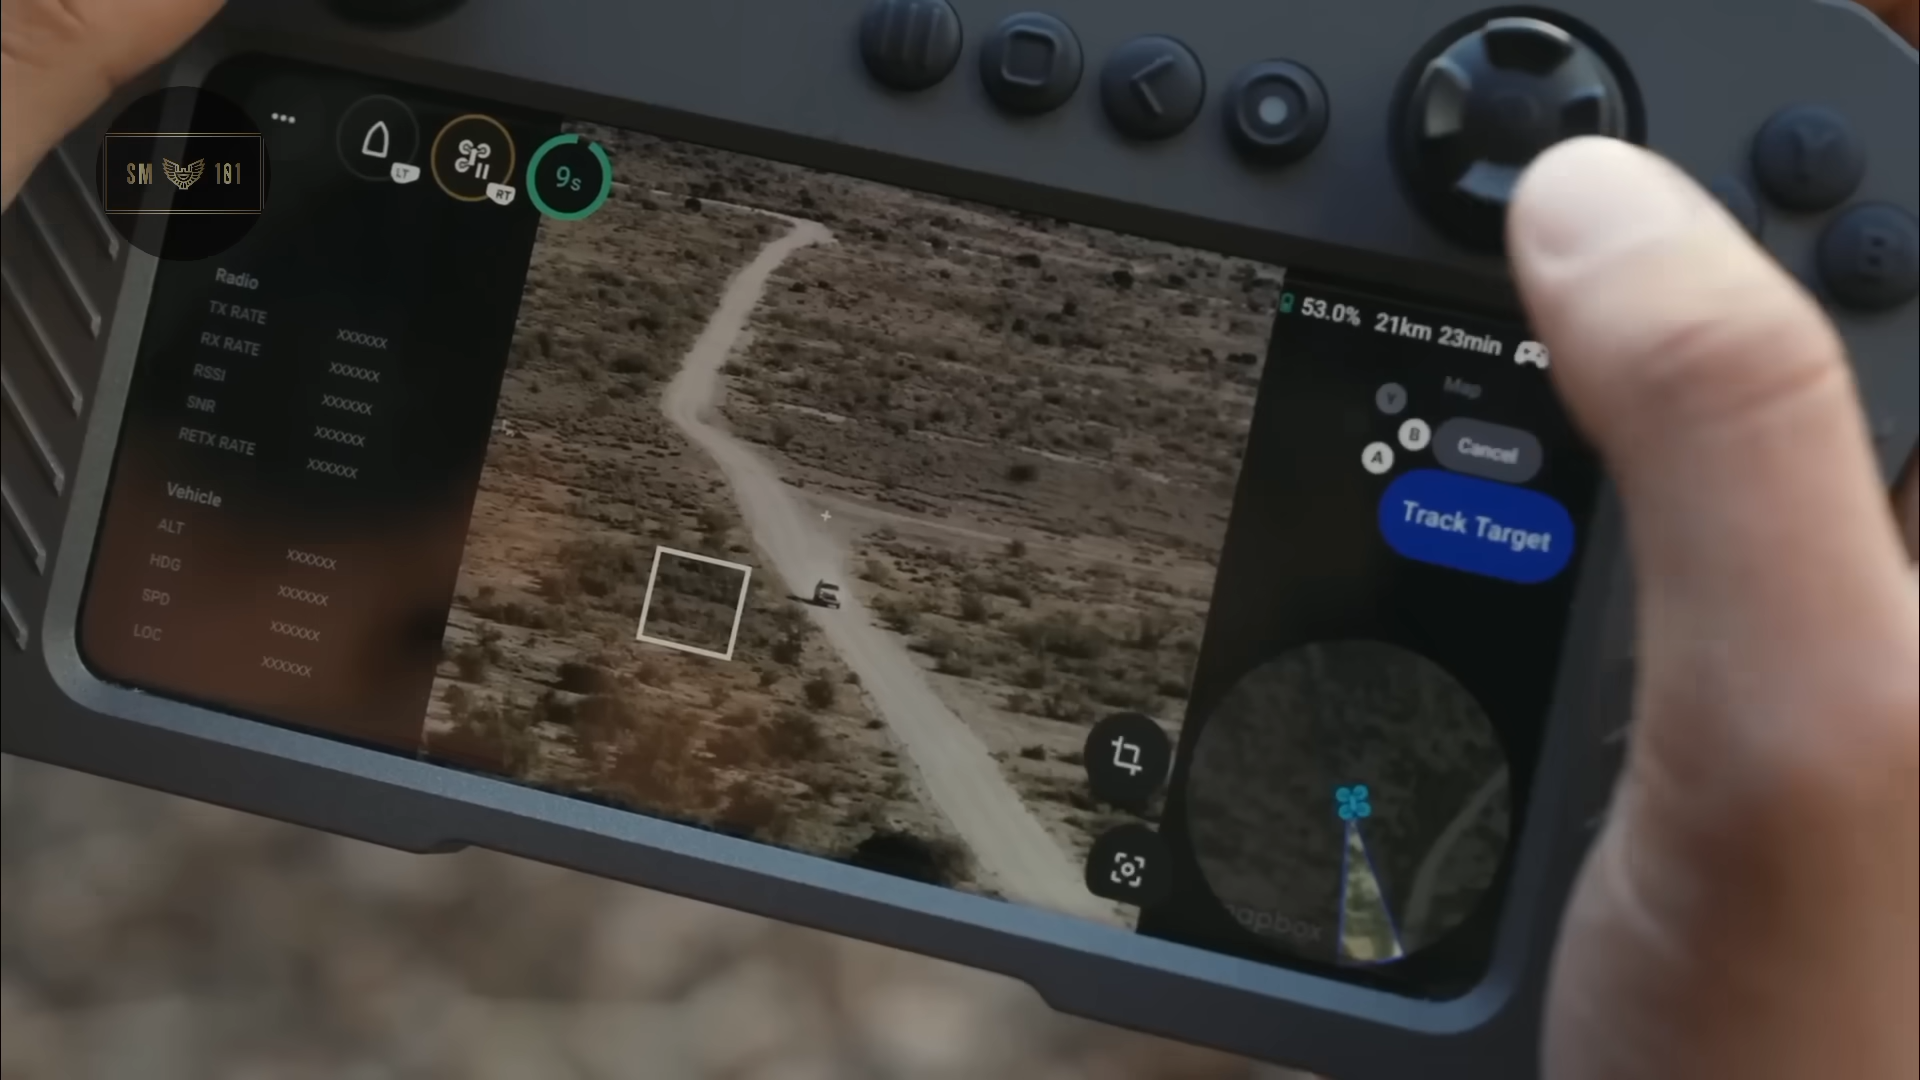 SM 101
LT
RT
9s
Radio
TX RATE XXXXXX
RX RATE XXXXXX
RSSI XXXXXX
SNR XXXXXX
RETX RATE XXXXXX
Vehicle
ALT XXXXXX
HDG XXXXXX
SPD XXXXXX
LOC XXXXXX
53.0% 21km 23min
Map
Y
B Cancel
A Track Target
mapbox
Y
B